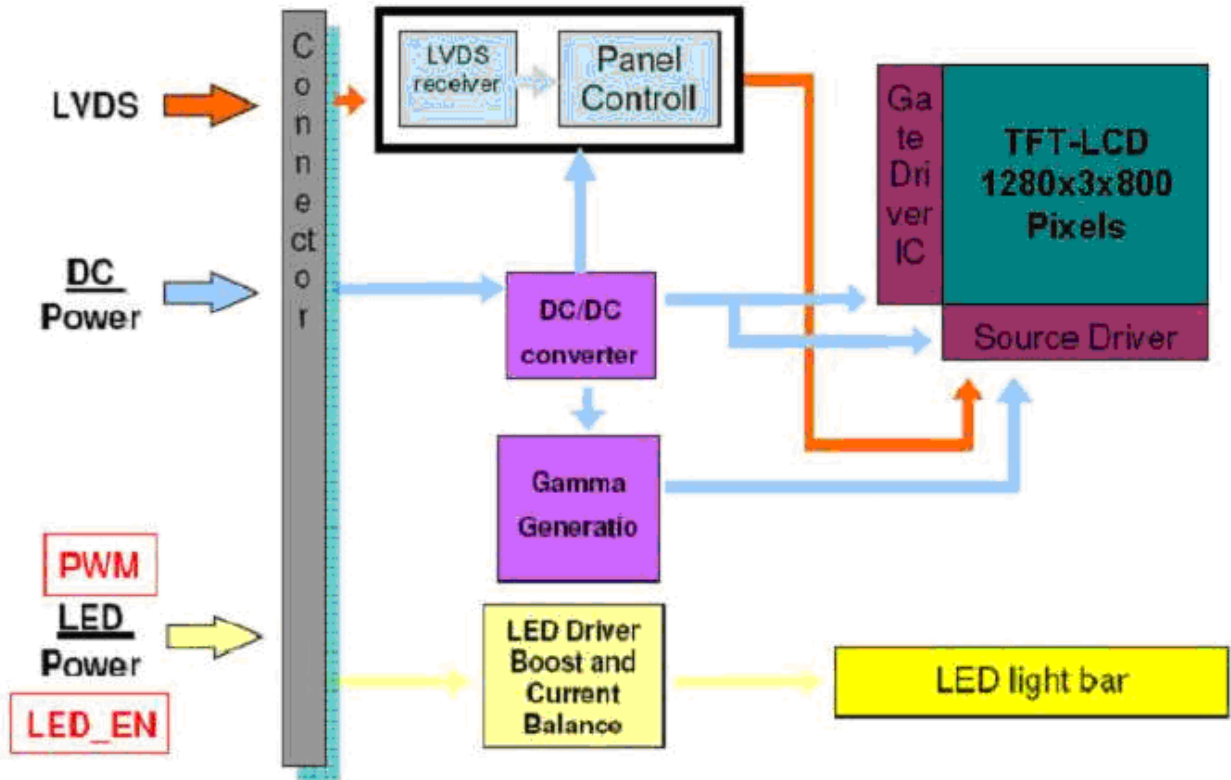 LVDS
DC
Power
PWM
LED
Power
LED_EN
Connector
LVDS
receiver
Panel
Controll
DC/DC
converter
Gamma
Generatio
LED Driver
Boost and
Current
Balance
Ga
te
Dri
ver
IC
TFT-LCD
1280x3x800
Pixels
Source Driver
LED light bar